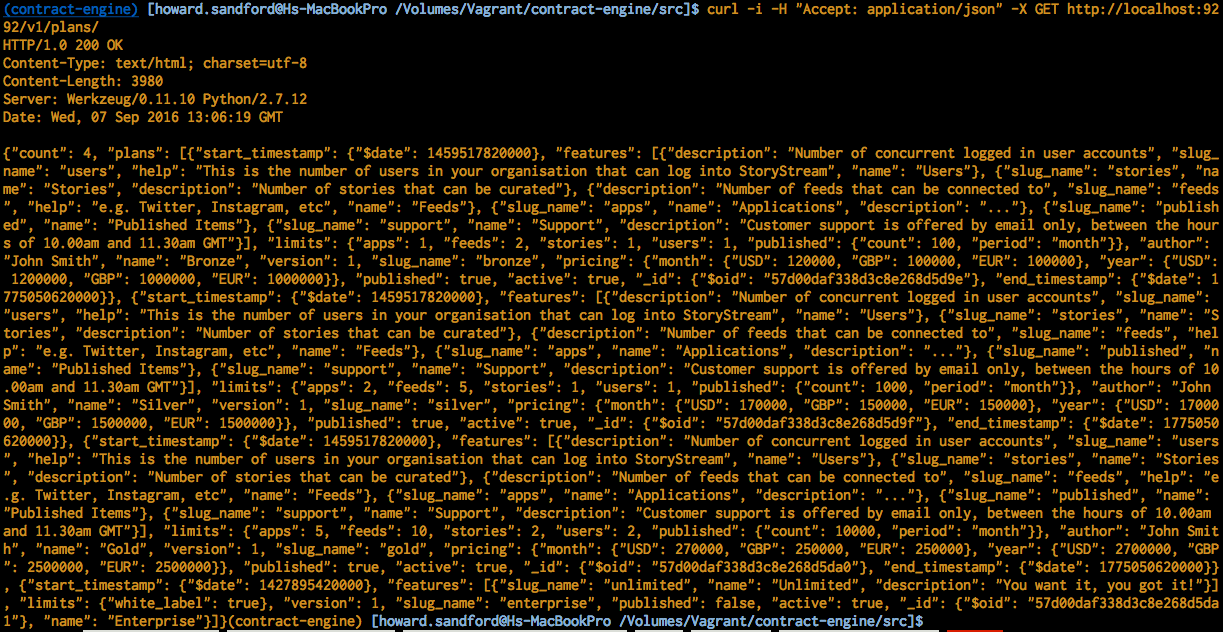 (contract-engine) [howard.sandford@Hs-MacBookPro /Volumes/Vagrant/contract-engine/src]$ curl -i -H "Accept: application/json" -X GET http://localhost:92
92/v1/plans/
HTTP/1.0 200 OK
Content-Type: text/html; charset=utf-8
Content-Length: 3980
Server: Werkzeug/0.11.10 Python/2.7.12
Date: Wed, 07 Sep 2016 13:06:19 GMT

{"count": 4, "plans": [{"start_timestamp": {"$date": 1459517820000}, "features": [{"description": "Number of concurrent logged in user accounts", "slug_
name": "users", "help": "This is the number of users in your organisation that can log into StoryStream", "name": "Users"}, {"slug_name": "stories", "na
me": "Stories", "description": "Number of stories that can be curated"}, {"description": "Number of feeds that can be connected to", "slug_name": "feeds
", "help": "e.g. Twitter, Instagram, etc", "name": "Feeds"}, {"slug_name": "apps", "name": "Applications", "description": "..."}, {"slug_name": "publish
ed", "name": "Published Items"}, {"slug_name": "support", "name": "Support", "description": "Customer support is offered by email only, between the hour
s of 10.00am and 11.30am GMT"}], "limits": {"apps": 1, "feeds": 2, "stories": 1, "users": 1, "published": {"count": 100, "period": "month"}}, "author":
"John Smith", "name": "Bronze", "version": 1, "slug_name": "bronze", "pricing": {"month": {"USD": 120000, "GBP": 100000, "EUR": 100000}, "year": {"USD":
 1200000, "GBP": 1000000, "EUR": 1000000}}, "published": true, "active": true, "_id": {"$oid": "57d00daf338d3c8e268d5d9e"}, "end_timestamp": {"$date": 1
775050620000}}, {"start_timestamp": {"$date": 1459517820000}, "features": [{"description": "Number of concurrent logged in user accounts", "slug_name":
"users", "help": "This is the number of users in your organisation that can log into StoryStream", "name": "Users"}, {"slug_name": "stories", "name": "S
tories", "description": "Number of stories that can be curated"}, {"description": "Number of feeds that can be connected to", "slug_name": "feeds", "hel
p": "e.g. Twitter, Instagram, etc", "name": "Feeds"}, {"slug_name": "apps", "name": "Applications", "description": "..."}, {"slug_name": "published", "n
ame": "Published Items"}, {"slug_name": "support", "name": "Support", "description": "Customer support is offered by email only, between the hours of 10
.00am and 11.30am GMT"}], "limits": {"apps": 2, "feeds": 5, "stories": 1, "users": 1, "published": {"count": 1000, "period": "month"}}, "author": "John
Smith", "name": "Silver", "version": 1, "slug_name": "silver", "pricing": {"month": {"USD": 170000, "GBP": 150000, "EUR": 150000}, "year": {"USD": 17000
00, "GBP": 1500000, "EUR": 1500000}}, "published": true, "active": true, "_id": {"$oid": "57d00daf338d3c8e268d5d9f"}, "end_timestamp": {"$date": 1775050
620000}}, {"start_timestamp": {"$date": 1459517820000}, "features": [{"description": "Number of concurrent logged in user accounts", "slug_name": "users
", "help": "This is the number of users in your organisation that can log into StoryStream", "name": "Users"}, {"slug_name": "stories", "name": "Stories
", "description": "Number of stories that can be curated"}, {"description": "Number of feeds that can be connected to", "slug_name": "feeds", "help": "e
.g. Twitter, Instagram, etc", "name": "Feeds"}, {"slug_name": "apps", "name": "Applications", "description": "..."}, {"slug_name": "published", "name":
"Published Items"}, {"slug_name": "support", "name": "Support", "description": "Customer support is offered by email only, between the hours of 10.00am
and 11.30am GMT"}], "limits": {"apps": 5, "feeds": 10, "stories": 2, "users": 2, "published": {"count": 10000, "period": "month"}}, "author": "John Smit
h", "name": "Gold", "version": 1, "slug_name": "gold", "pricing": {"month": {"USD": 270000, "GBP": 250000, "EUR": 250000}, "year": {"USD": 2700000, "GBP
": 2500000, "EUR": 2500000}}, "published": true, "active": true, "_id": {"$oid": "57d00daf338d3c8e268d5da0"}, "end_timestamp": {"$date": 1775050620000}}
, {"start_timestamp": {"$date": 1427895420000}, "features": [{"slug_name": "unlimited", "name": "Unlimited", "description": "You want it, you got it!"}]
, "limits": {"white_label": true}, "version": 1, "slug_name": "enterprise", "published": false, "active": true, "_id": {"$oid": "57d00daf338d3c8e268d5da
1"}, "name": "Enterprise"}]}(contract-engine) [howard.sandford@Hs-MacBookPro /Volumes/Vagrant/contract-engine/src]$